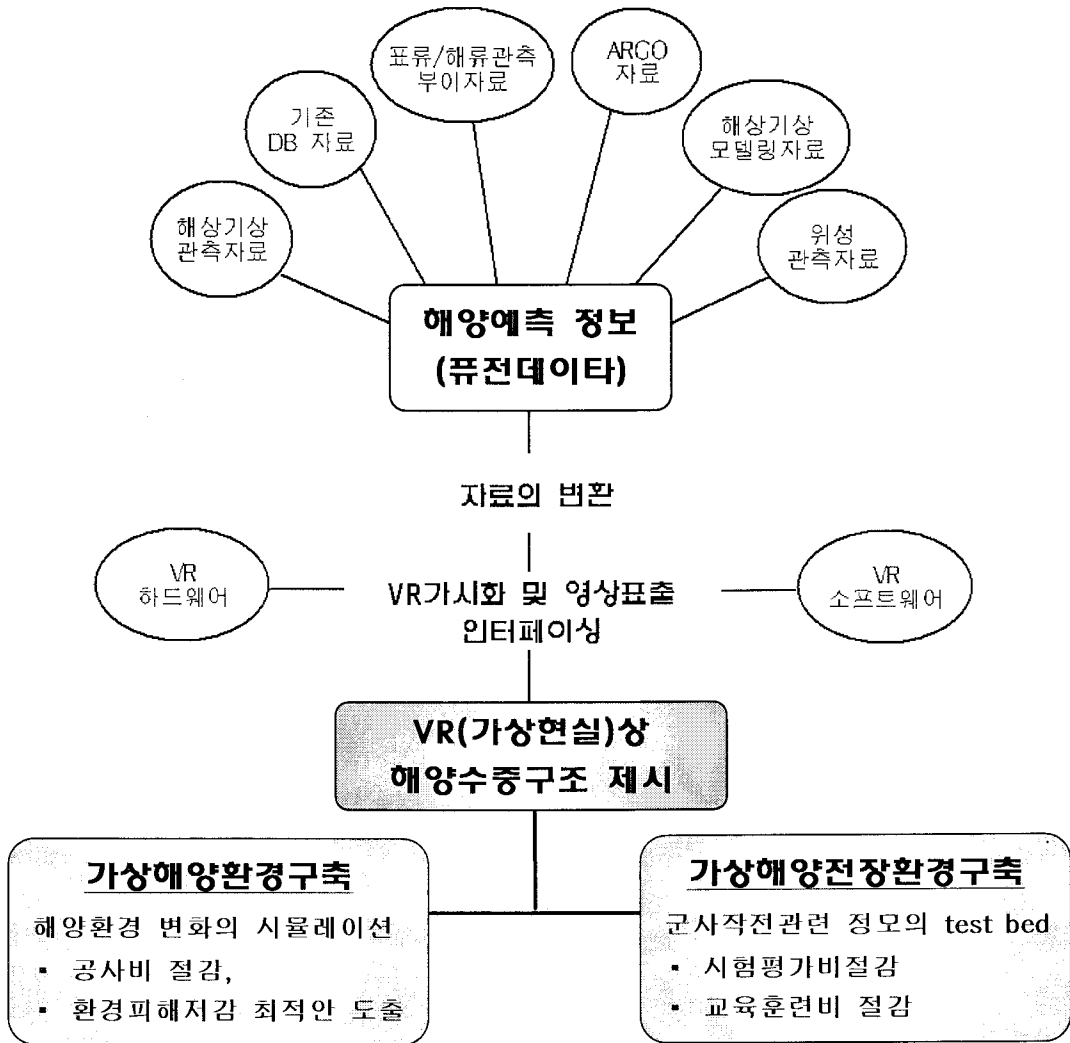 표류/해류관측
부이자료
ARGO
자료
기존
DB 자료
해상기상
모델링자료
해상기상
관측자료
위성
관측자료
해양예측 정보
(퓨전데이타)
자료의 변환
VR
하드웨어
VR가시화 및 영상표출
인터페이싱
VR
소프트웨어
VR(가상현실)상
해양수중구조 제시
가상해양환경구축
해양환경 변화의 시뮬레이션
▪ 공사비 절감,
▪ 환경피해저감 최적안 도출
가상해양전장환경구축
군사작전관련 정모의 test bed
▪ 시험평가비절감
▪ 교육훈련비 절감